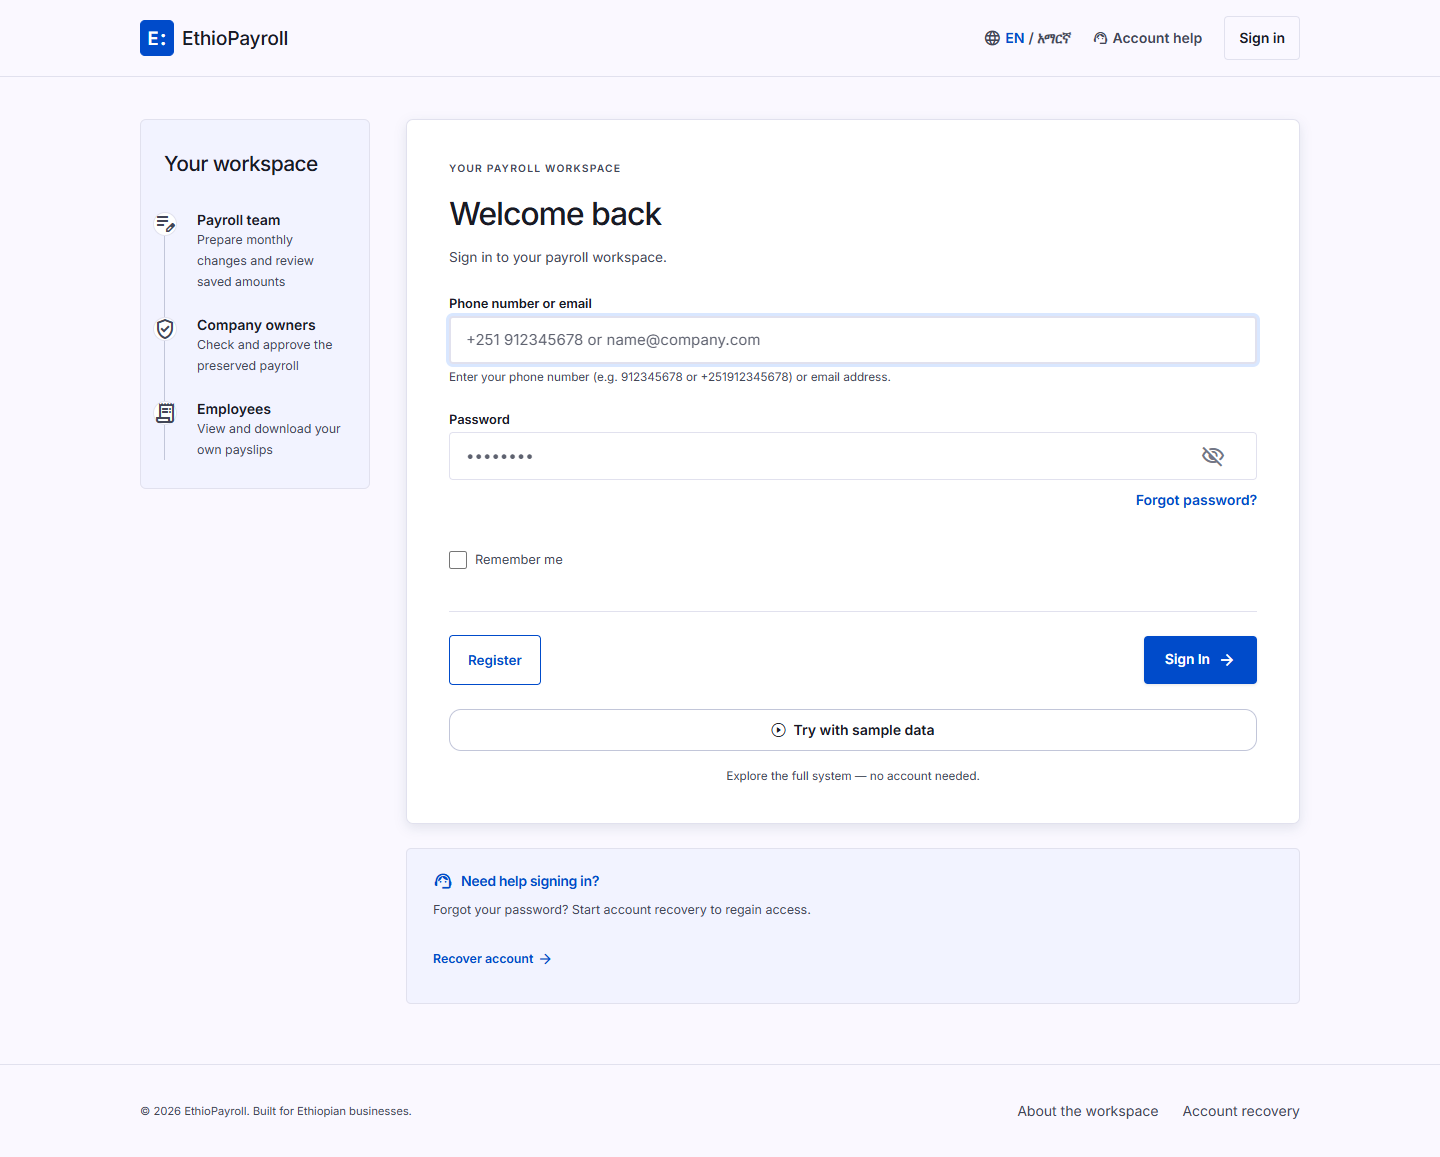 E: EthioPayroll
EN / አማርኛ
Account help
Sign in
Your workspace
Payroll team
Prepare monthly
changes and review
saved amounts
Company owners
Check and approve the
preserved payroll
Employees
View and download your
own payslips
YOUR PAYROLL WORKSPACE
Welcome back
Sign in to your payroll workspace.
Phone number or email
+251 912345678 or name@company.com
Enter your phone number (e.g. 912345678 or +251912345678) or email address.
Password
••••••••
Forgot password?
Remember me
Register
Sign In
Try with sample data
Explore the full system — no account needed.
Need help signing in?
Forgot your password? Start account recovery to regain access.
Recover account
© 2026 EthioPayroll. Built for Ethiopian businesses.
About the workspace
Account recovery